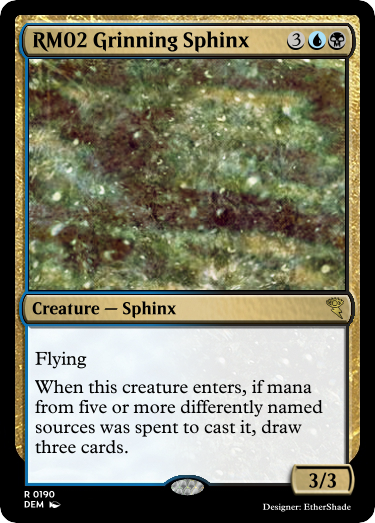 RM02 Grinning Sphinx 3
Creature — Sphinx
Flying
When this creature enters, if mana
from five or more differently named
sources was spent to cast it, draw
three cards.
3/3
R 0190
DEM
Designer: EtherShade